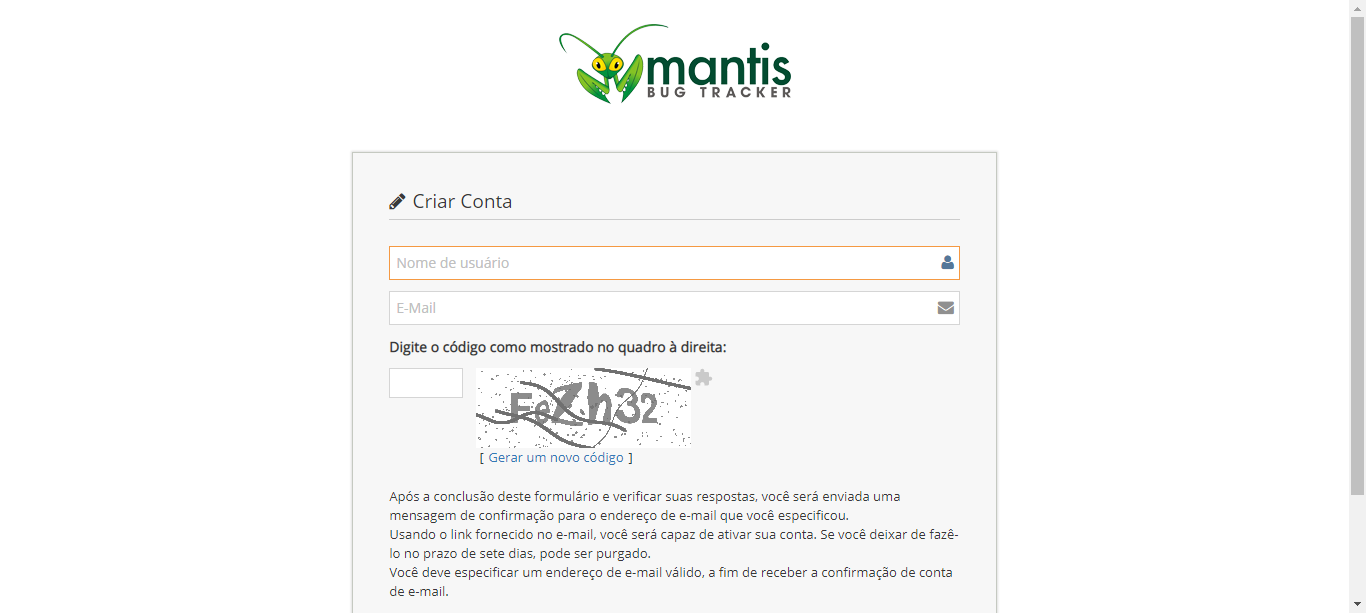 mantis
BUG TRACKER
Criar Conta
Nome de usuário
E-Mail
Digite o código como mostrado no quadro à direita:
[ Gerar um novo código ]
Após a conclusão deste formulário e verificar suas respostas, você será enviada uma
mensagem de confirmação para o endereço de e-mail que você especificou.
Usando o link fornecido no e-mail, você será capaz de ativar sua conta. Se você deixar de fazê-
lo no prazo de sete dias, pode ser purgado.
Você deve especificar um endereço de e-mail válido, a fim de receber a confirmação de conta
de e-mail.